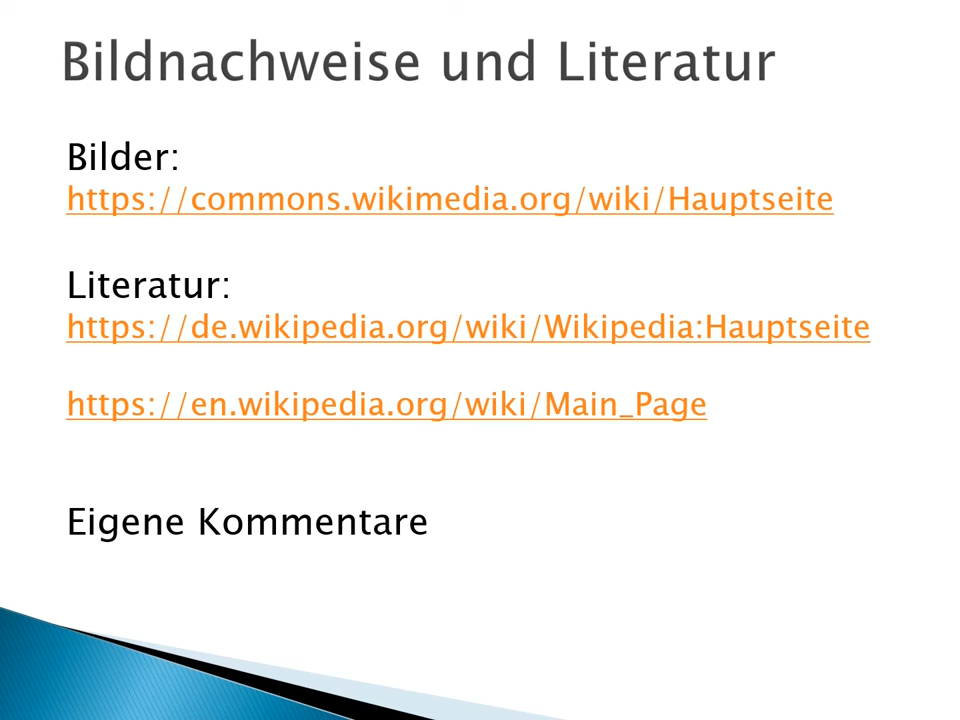 Bildnachweise und Literatur
Bilder:
https://commons.wikimedia.org/wiki/Hauptseite
Literatur:
https://de.wikipedia.org/wiki/Wikipedia:Hauptseite
https://en.wikipedia.org/wiki/Main_Page
Eigene Kommentare